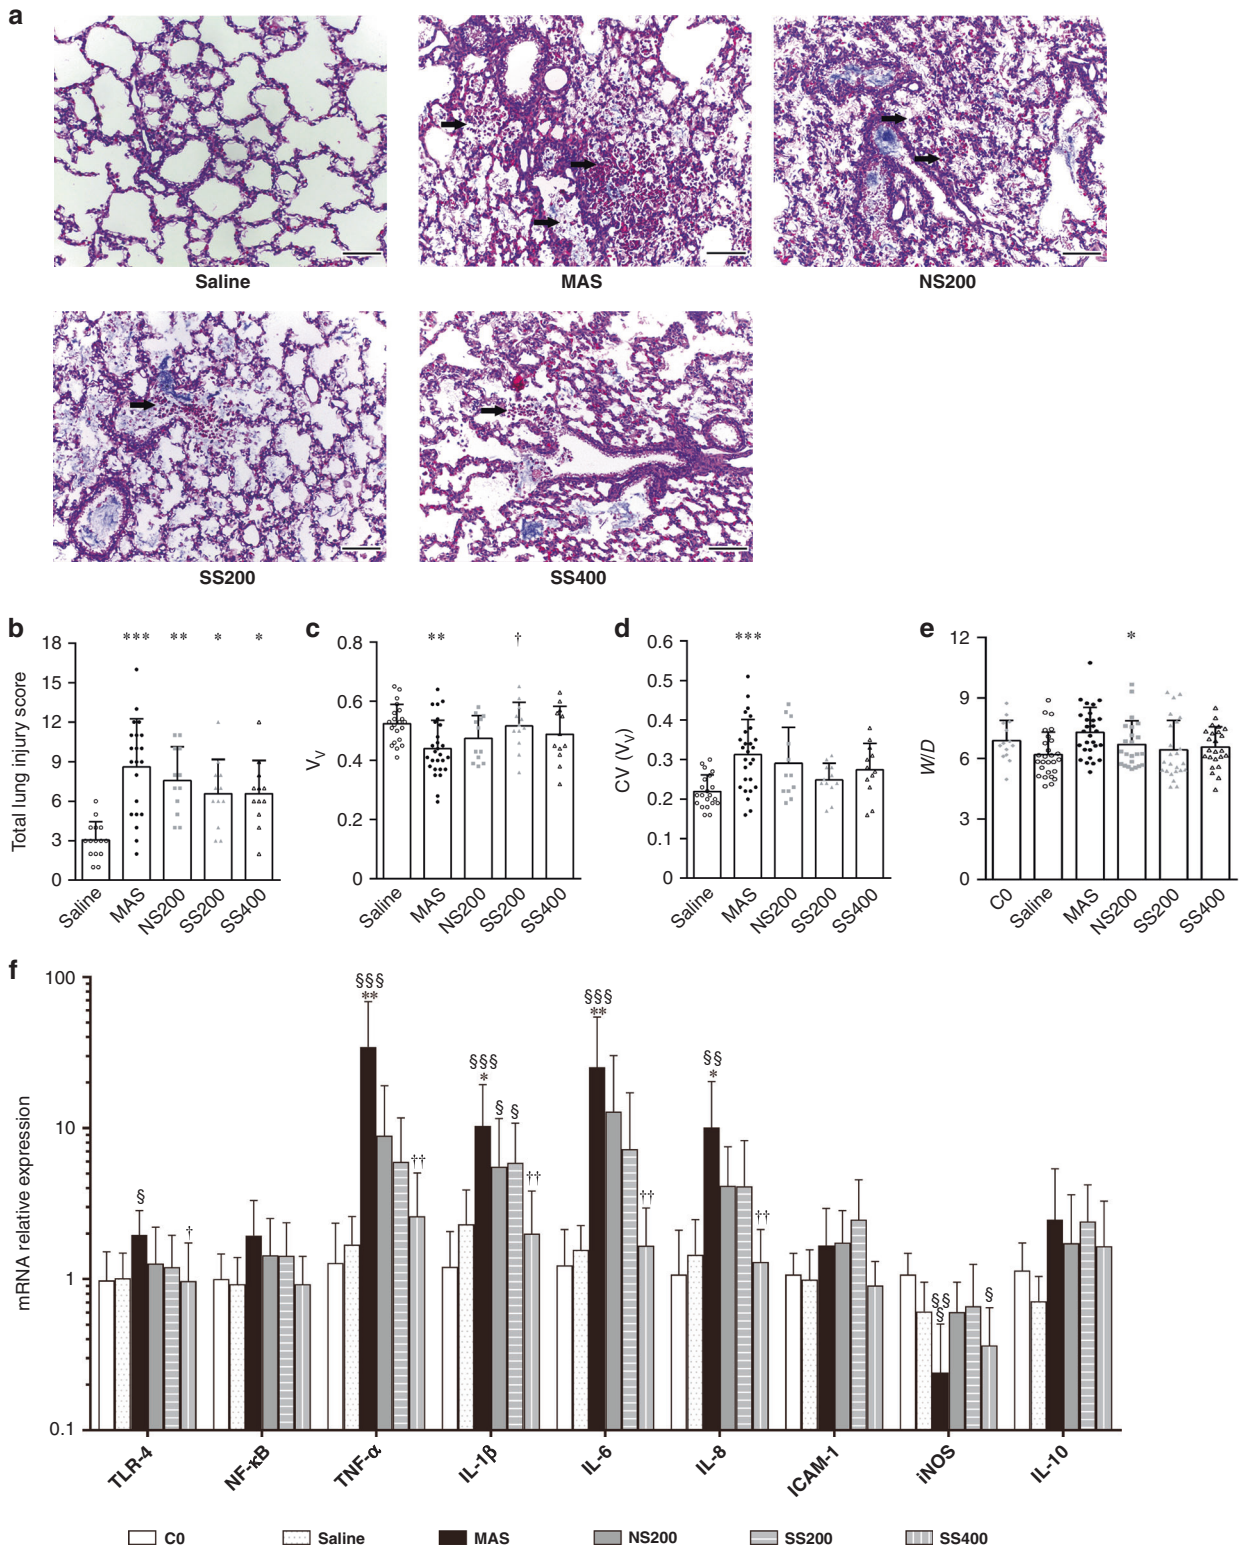 a
Saline
MAS
NS200
SS200
SS400
b
Total lung injury score
18
15
12
9
6
3
0
***
**
*
*
Saline
MAS
NS200
SS200
SS400
c
V_V
0.8
0.6
0.4
0.2
0
**
†
Saline
MAS
NS200
SS200
SS400
d
CV (V_V)
0.6
0.5
0.4
0.3
0.2
0.1
0
***
Saline
MAS
NS200
SS200
SS400
e
W/D
12
9
6
3
0
*
C0
Saline
MAS
NS200
SS200
SS400
f
mRNA relative expression
100
10
1
0.1
§
†
§§§
**
††
§§§
*
§
§
††
§§§
**
††
§§
*
††
§§
§
§
TLR-4
NF-κB
TNF-α
IL-1β
IL-6
IL-8
ICAM-1
iNOS
IL-10
C0
Saline
MAS
NS200
SS200
SS400